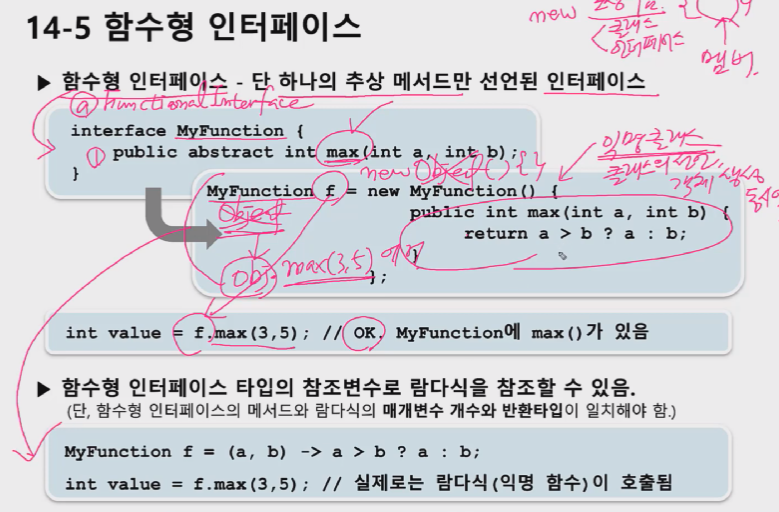 new
클래스
인터페이스
멤버.
14-5 함수형 인터페이스
▶ 함수형 인터페이스 - 단 하나의 추상 메서드만 선언된 인터페이스
@FunctionalInterface
interface MyFunction {
① public abstract int max(int a, int b);
}
new Object() { }
익명클래스
클래스의 선언,
객체 생성
MyFunction f = new MyFunction() {
Object
public int max(int a, int b) {
return a > b ? a : b;
}
obj. max(3,5) 에러
};
int value = f.max(3,5); // OK. MyFunction에 max()가 있음
▶ 함수형 인터페이스 타입의 참조변수로 람다식을 참조할 수 있음.
(단, 함수형 인터페이스의 메서드와 람다식의 매개변수 개수와 반환타입이 일치해야 함.)
MyFunction f = (a, b) -> a > b ? a : b;
int value = f.max(3,5); // 실제로는 람다식(익명 함수)이 호출됨